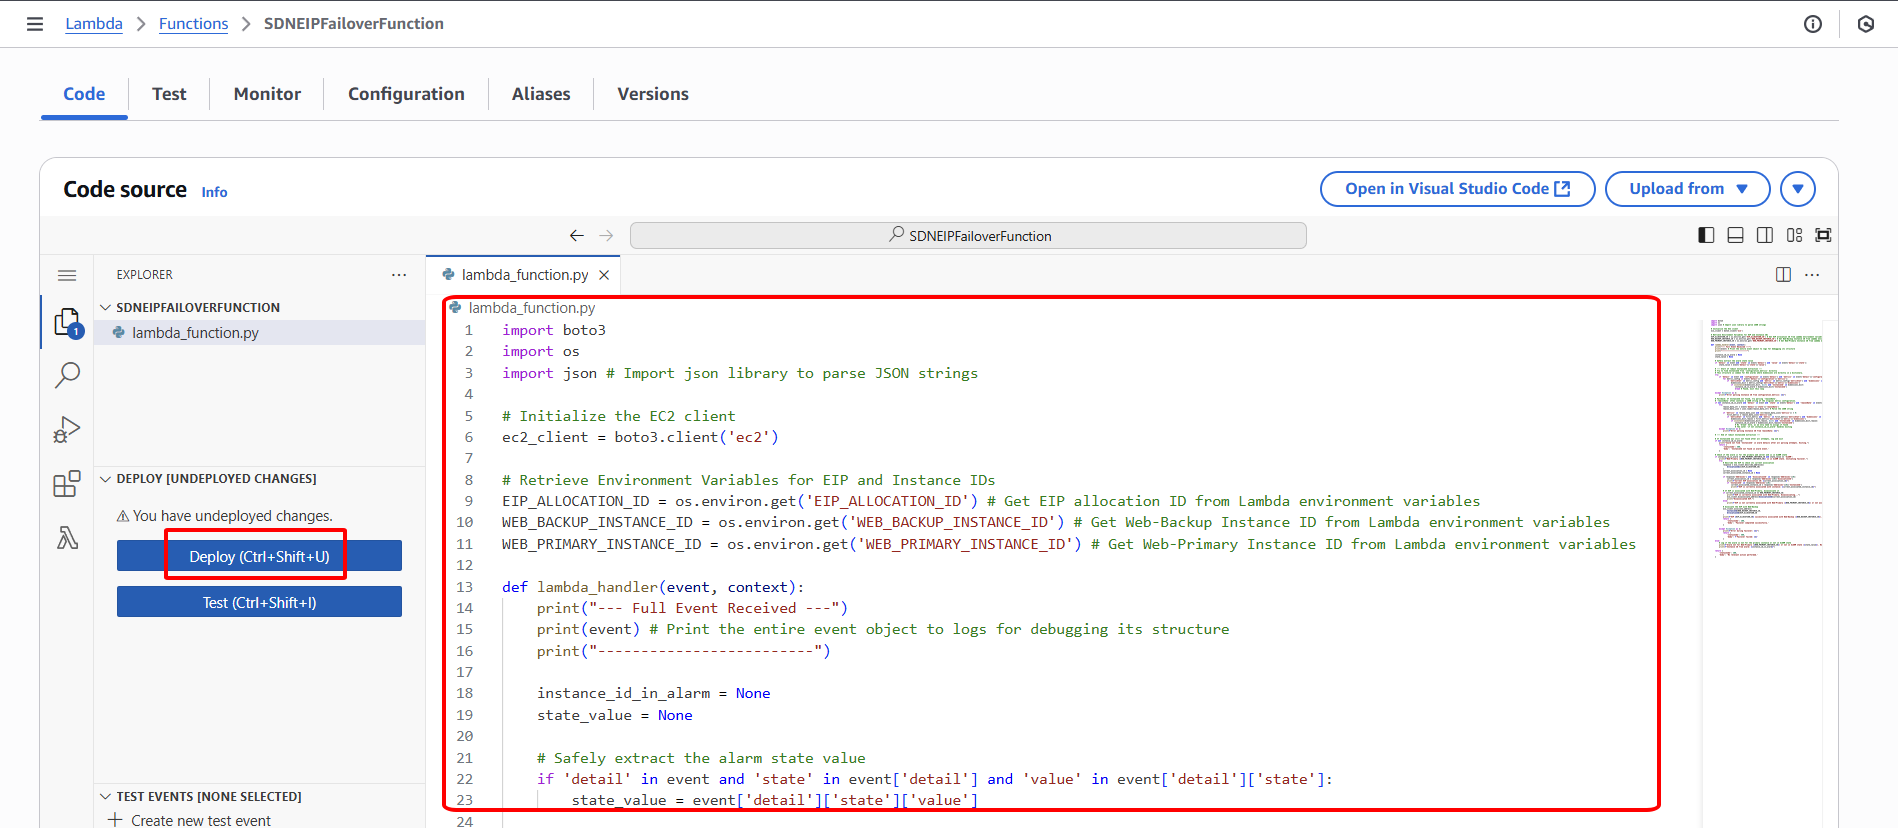 Lambda > Functions > SDNEIPFailoverFunction
Code
Test
Monitor
Configuration
Aliases
Versions
Code source Info
Open in Visual Studio Code
Upload from
SDNEIPFailoverFunction
EXPLORER
SDNEIPFAILOVERFUNCTION
lambda_function.py
1
DEPLOY [UNDEPLOYED CHANGES]
You have undeployed changes.
Deploy (Ctrl+Shift+U)
Test (Ctrl+Shift+I)
TEST EVENTS [NONE SELECTED]
Create new test event
lambda_function.py
lambda_function.py
1 import boto3
2 import os
3 import json # Import json library to parse JSON strings
4
5 # Initialize the EC2 client
6 ec2_client = boto3.client('ec2')
7
8 # Retrieve Environment Variables for EIP and Instance IDs
9 EIP_ALLOCATION_ID = os.environ.get('EIP_ALLOCATION_ID') # Get EIP allocation ID from Lambda environment variables
10 WEB_BACKUP_INSTANCE_ID = os.environ.get('WEB_BACKUP_INSTANCE_ID') # Get Web-Backup Instance ID from Lambda environment variables
11 WEB_PRIMARY_INSTANCE_ID = os.environ.get('WEB_PRIMARY_INSTANCE_ID') # Get Web-Primary Instance ID from Lambda environment variables
12
13 def lambda_handler(event, context):
14     print("--- Full Event Received ---")
15     print(event) # Print the entire event object to logs for debugging its structure
16     print("-------------------------")
17
18     instance_id_in_alarm = None
19     state_value = None
20
21     # Safely extract the alarm state value
22     if 'detail' in event and 'state' in event['detail'] and 'value' in event['detail']['state']:
23         state_value = event['detail']['state']['value']
24